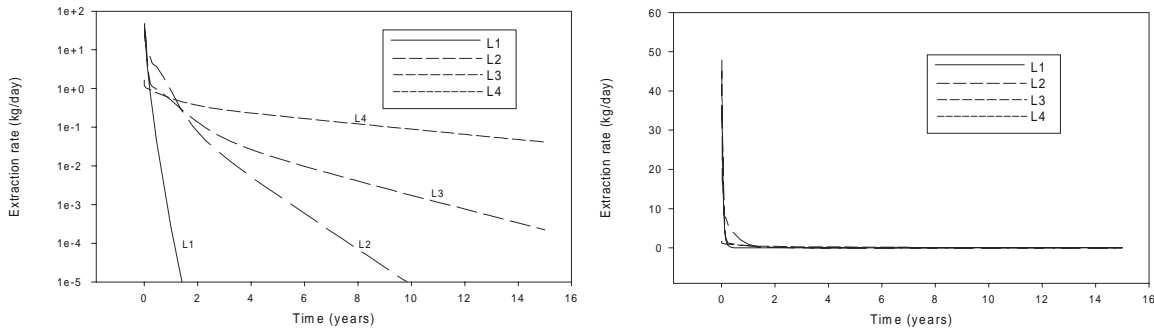 1e+2
1e+1
1e+0
1e-1
1e-2
1e-3
1e-4
1e-5
Extraction rate (kg/day)
L1
L2
L3
L4
L4
L3
L1
L2
0 2 4 6 8 10 12 14 16
Time (years)
60
50
40
30
20
10
0
Extraction rate (kg/day)
L1
L2
L3
L4
0 2 4 6 8 10 12 14 16
Time (years)